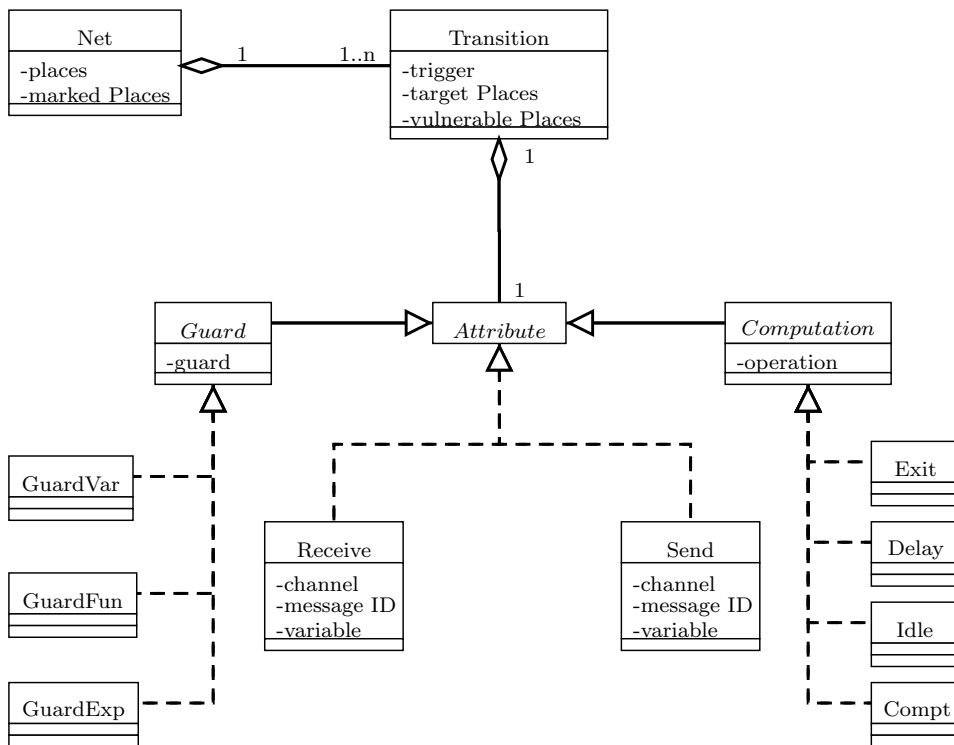 Net
-places
-marked Places
1
1..n
Transition
-trigger
-target Places
-vulnerable Places
1
1
Guard
-guard
Attribute
Computation
-operation
GuardVar
GuardFun
GuardExp
Receive
-channel
-message ID
-variable
Send
-channel
-message ID
-variable
Exit
Delay
Idle
Compt